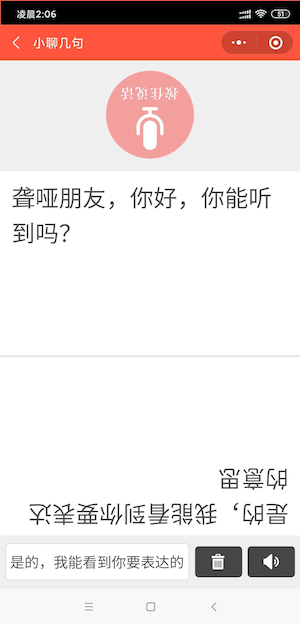 凌晨2:06
51
小聊几句
按住说话
聋哑朋友，你好，你能听
到吗？
是的，我能看到你要表达
的意思
是的，我能看到你要表达的